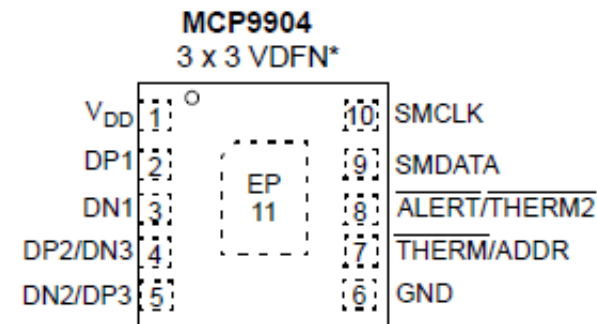 MCP9904
3 x 3 VDFN*
VDD 1 10 SMCLK
DP1 2 9 SMDATA
EP
DN1 3 11 8 ALERT/THERM2
DP2/DN3 4 7 THERM/ADDR
DN2/DP3 5 6 GND